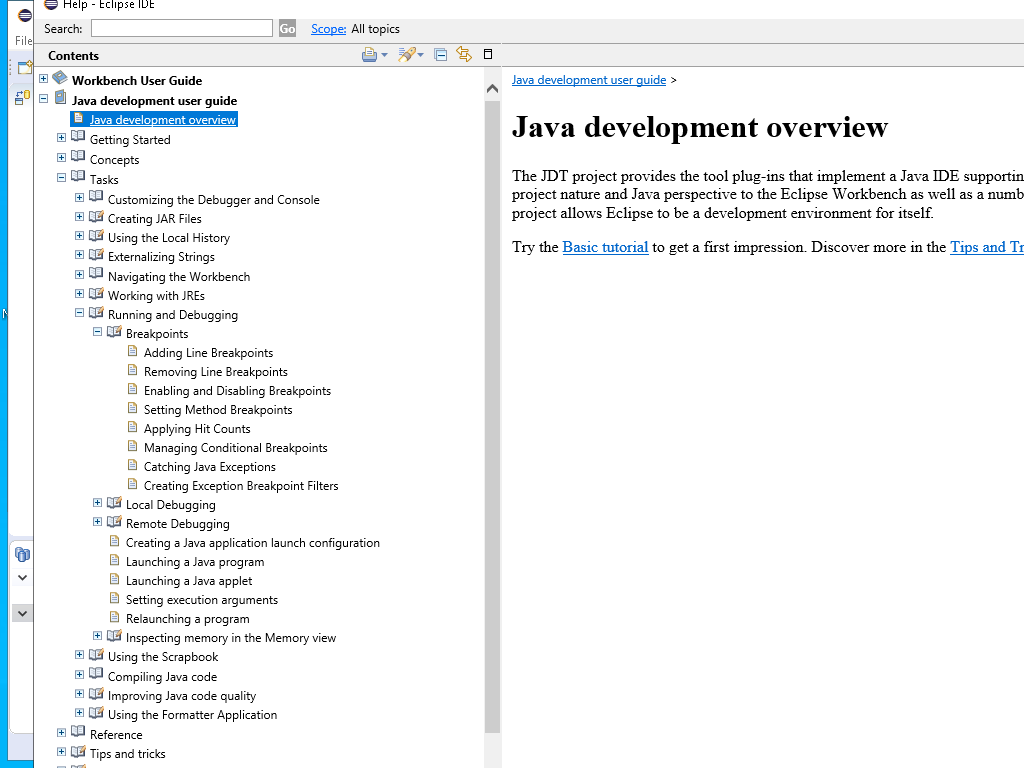 Help - Eclipse IDE
File
Search:
Go
Scope: All topics
Contents
Workbench User Guide
Java development user guide
Java development overview
Getting Started
Concepts
Tasks
Customizing the Debugger and Console
Creating JAR Files
Using the Local History
Externalizing Strings
Navigating the Workbench
Working with JREs
Running and Debugging
Breakpoints
Adding Line Breakpoints
Removing Line Breakpoints
Enabling and Disabling Breakpoints
Setting Method Breakpoints
Applying Hit Counts
Managing Conditional Breakpoints
Catching Java Exceptions
Creating Exception Breakpoint Filters
Local Debugging
Remote Debugging
Creating a Java application launch configuration
Launching a Java program
Launching a Java applet
Setting execution arguments
Relaunching a program
Inspecting memory in the Memory view
Using the Scrapbook
Compiling Java code
Improving Java code quality
Using the Formatter Application
Reference
Tips and tricks
Java development user guide >
Java development overview
The JDT project provides the tool plug-ins that implement a Java IDE supportin
project nature and Java perspective to the Eclipse Workbench as well as a numb
project allows Eclipse to be a development environment for itself.
Try the Basic tutorial to get a first impression. Discover more in the Tips and Tr